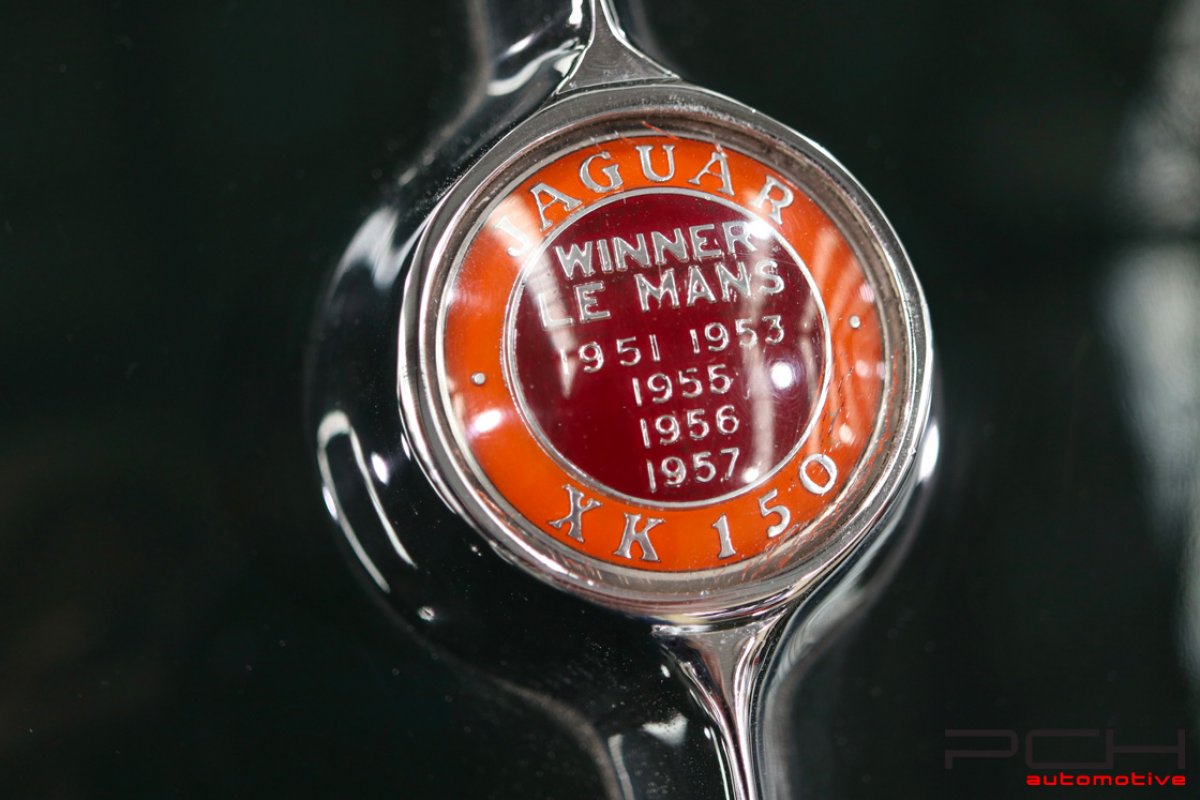 JAGUAR
WINNER
LE MANS
1951 1953
1955
1956
1957
XK 150
PCH
automotive